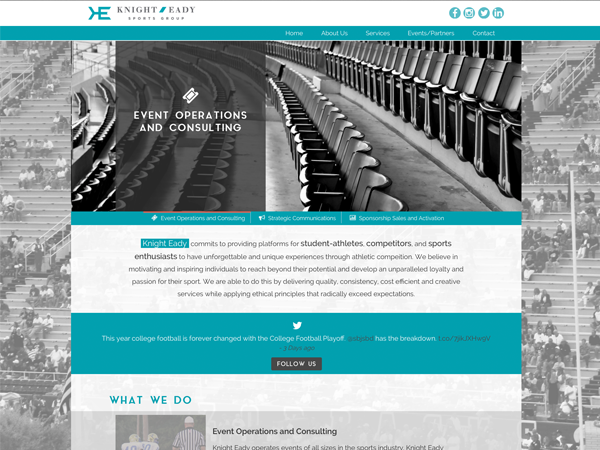 KNIGHT EADY
SPORTS GROUP
Home About Us Services Events/Partners Contact
EVENT OPERATIONS
AND CONSULTING
Event Operations and Consulting Strategic Communications Sponsorship Sales and Activation
Knight Eady commits to providing platforms for student-athletes, competitors, and sports
enthusiasts to have unforgettable and unique experiences through athletic competition. We believe in
motivating and inspiring individuals to reach beyond their potential and develop an unparalleled loyalty and
passion for their sport. We are able to do this by delivering quality, consistency, cost efficient and creative
services while applying ethical principles that radically exceed expectations.
This year college football is forever changed with the College Football Playoff. has the breakdown.
FOLLOW US
WHAT WE DO
Event Operations and Consulting
Knight Eady operates events of all sizes in the sports industry. Knight Eady